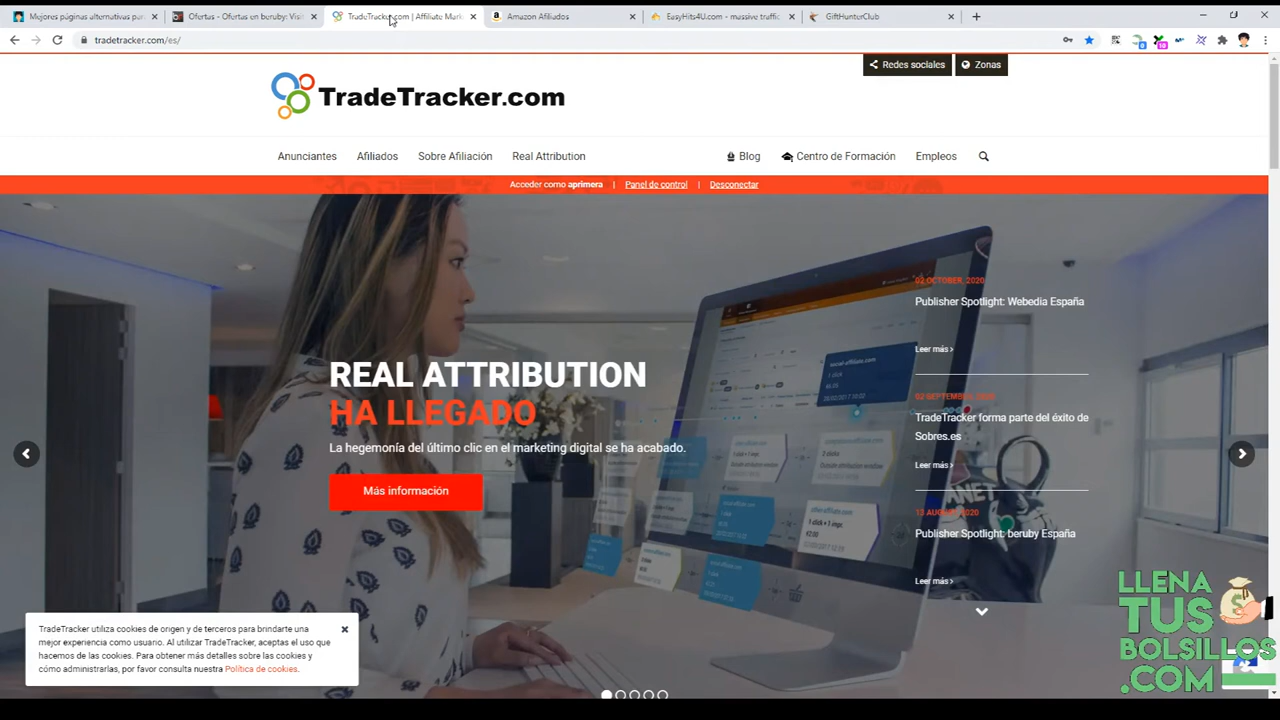 Mejores páginas alternativas para
Ofertas - Ofertas en beruby: Visi
TradeTracker.com | Affiliate Mark
Amazon Afiliados
EasyHits4U.com - massive traffic
GiftHunterClub
tradetracker.com/es/
Redes sociales
Zonas
TradeTracker.com
Anunciantes
Afiliados
Sobre Afiliación
Real Attribution
Blog
Centro de Formación
Empleos
Acceder como aprimera | Panel de control | Desconectar
REAL ATTRIBUTION
HA LLEGADO
La hegemonía del último clic en el marketing digital se ha acabado.
Más información
02 OCTOBER, 2020
Publisher Spotlight: Webedia España
Leer más >
TradeTracker forma parte del éxito de
Sobres.es
Leer más >
13 AUGUST, 2020
Publisher Spotlight: beruby España
Leer más >
TradeTracker utiliza cookies de origen y de terceros para brindarte una
mejor experiencia como usuario. Al utilizar TradeTracker, aceptas el uso que
hacemos de las cookies. Para obtener más detalles sobre las cookies y
cómo administrarlas, por favor consulta nuestra Política de cookies.
LLENA
TUS
BOLSILLOS
.COM